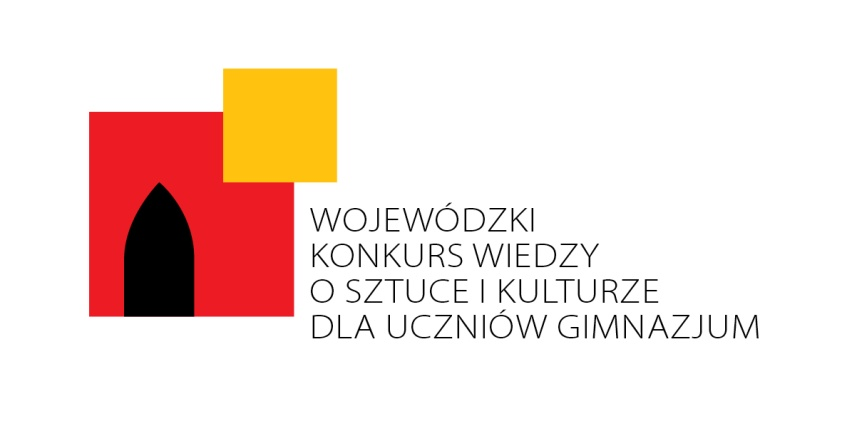 WOJEWÓDZKI
KONKURS WIEDZY
O SZTUCE I KULTURZE
DLA UCZNIÓW GIMNAZJUM